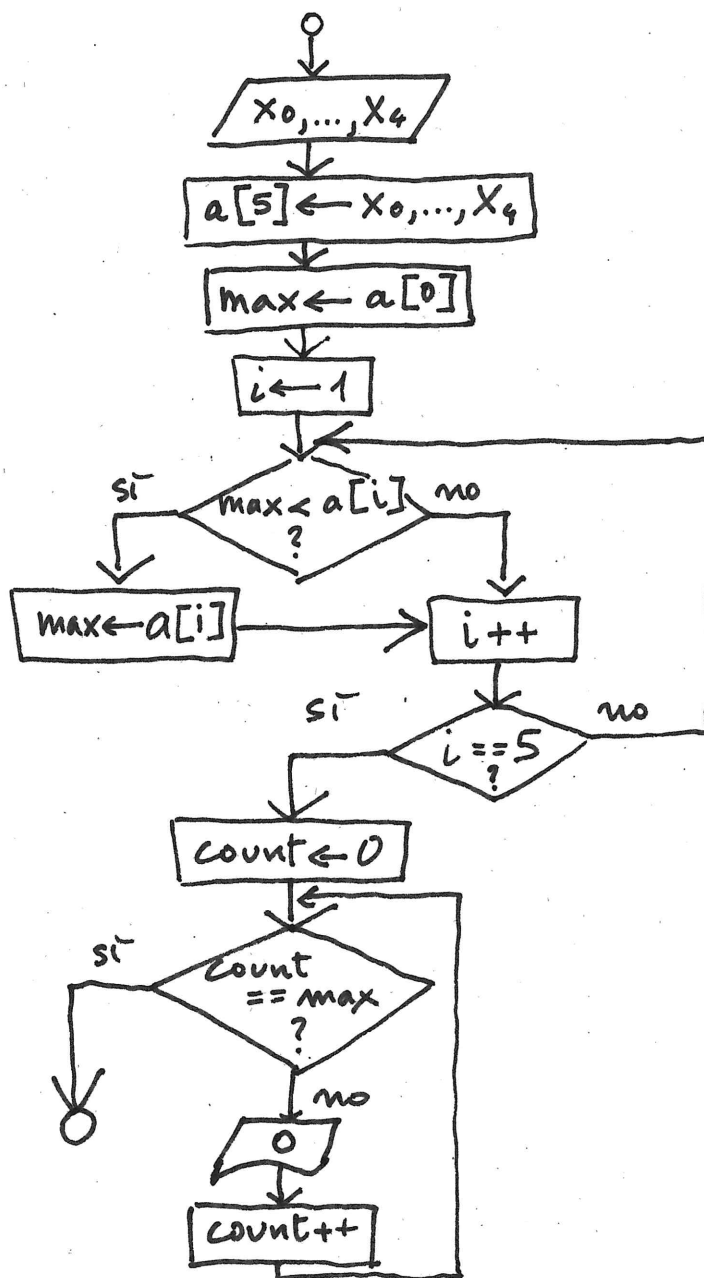 x0,...,x4
a[5] ← x0,...,x4
max ← a[0]
i ← 1
sì
max < a[i]
no
?
max ← a[i]
i++
sì
i == 5
no
?
count ← 0
sì
count
== max
?
no
0
count++